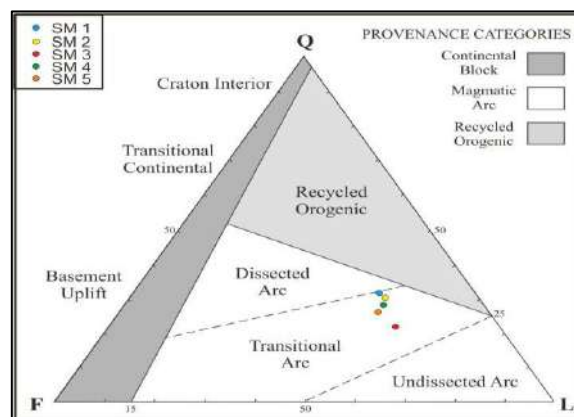 SM 1
SM 2
SM 3
SM 4
SM 5
Q
PROVENANCE CATEGORIES
Continental
Block
Magmatic
Arc
Recycled
Orogenic
Craton Interior
Transitional
Continental
Recycled
Orogenic
50
50
Basement
Uplift
Dissected
Arc
25
Transitional
Arc
Undissected Arc
F
15
50
L